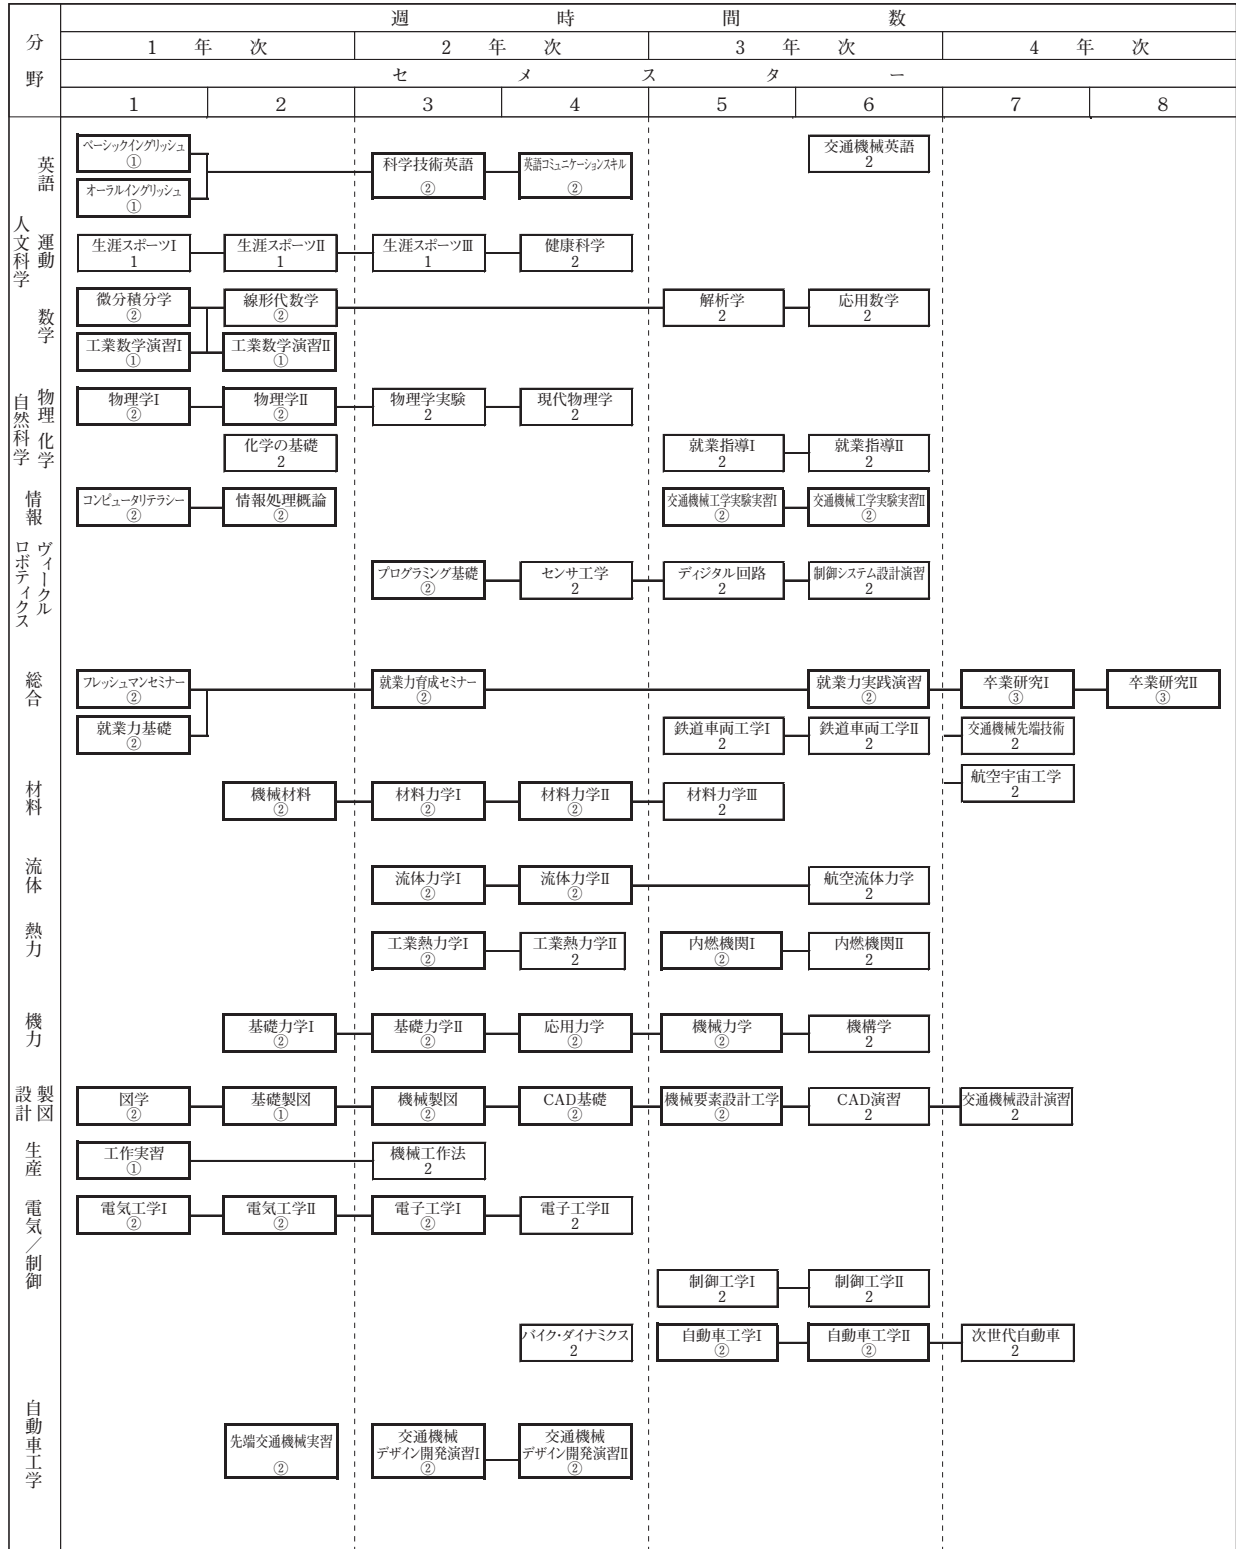 分野
週時間数
1年次 2年次 3年次 4年次
セメスター
1 2 3 4 5 6 7 8
英語
ベーシックイングリッシュ
①
オーラルイングリッシュ
①
科学技術英語
②
英語コミュニケーションスキル
②
交通機械英語
2
人文科学
運動
生涯スポーツⅠ 生涯スポーツⅡ 生涯スポーツⅢ 健康科学
1 1 1 2
数学
微分積分学 線形代数学 解析学 応用数学
② ② 2 2
工業数学演習Ⅰ 工業数学演習Ⅱ
① ①
自然科学
物理
物理学Ⅰ 物理学Ⅱ 物理学実験 現代物理学
② ② 2 2
化学
化学の基礎 就業指導Ⅰ 就業指導Ⅱ
2 2 2
情報
コンピュータリテラシー 情報処理概論 交通機械工学実験実習Ⅰ 交通機械工学実験実習Ⅱ
② ② ② ②
ヴィークル
ロボティクス
プログラミング基礎 センサ工学 ディジタル回路 制御システム設計演習
② 2 2 2
総合
フレッシュマンセミナー 就業力育成セミナー 就業力実践演習 卒業研究Ⅰ 卒業研究Ⅱ
② ② ② ③ ③
就業力基礎 鉄道車両工学Ⅰ 鉄道車両工学Ⅱ 交通機械先端技術
② 2 2 2
航空宇宙工学
2
材料
機械材料 材料力学Ⅰ 材料力学Ⅱ 材料力学Ⅲ
② ② ② 2
流体
流体力学Ⅰ 流体力学Ⅱ 航空流体力学
② ② 2
熱力
工業熱力学Ⅰ 工業熱力学Ⅱ 内燃機関Ⅰ 内燃機関Ⅱ
② 2 ② 2
機力
基礎力学Ⅰ 基礎力学Ⅱ 応用力学 機械力学 機構学
② ② ② ② 2
製図
設計
図学 基礎製図 機械製図 CAD基礎 機械要素設計工学 CAD演習 交通機械設計演習
② ① ② ② ② 2 2
生産
工作実習 機械工作法
① 2
電気/制御
電気工学Ⅰ 電気工学Ⅱ 電子工学Ⅰ 電子工学Ⅱ
② ② ② 2
制御工学Ⅰ 制御工学Ⅱ
2 2
バイク・ダイナミクス 自動車工学Ⅰ 自動車工学Ⅱ 次世代自動車
2 ② ② 2
自動車工学
先端交通機械実習
②
交通機械
デザイン開発演習Ⅰ
②
交通機械
デザイン開発演習Ⅱ
②